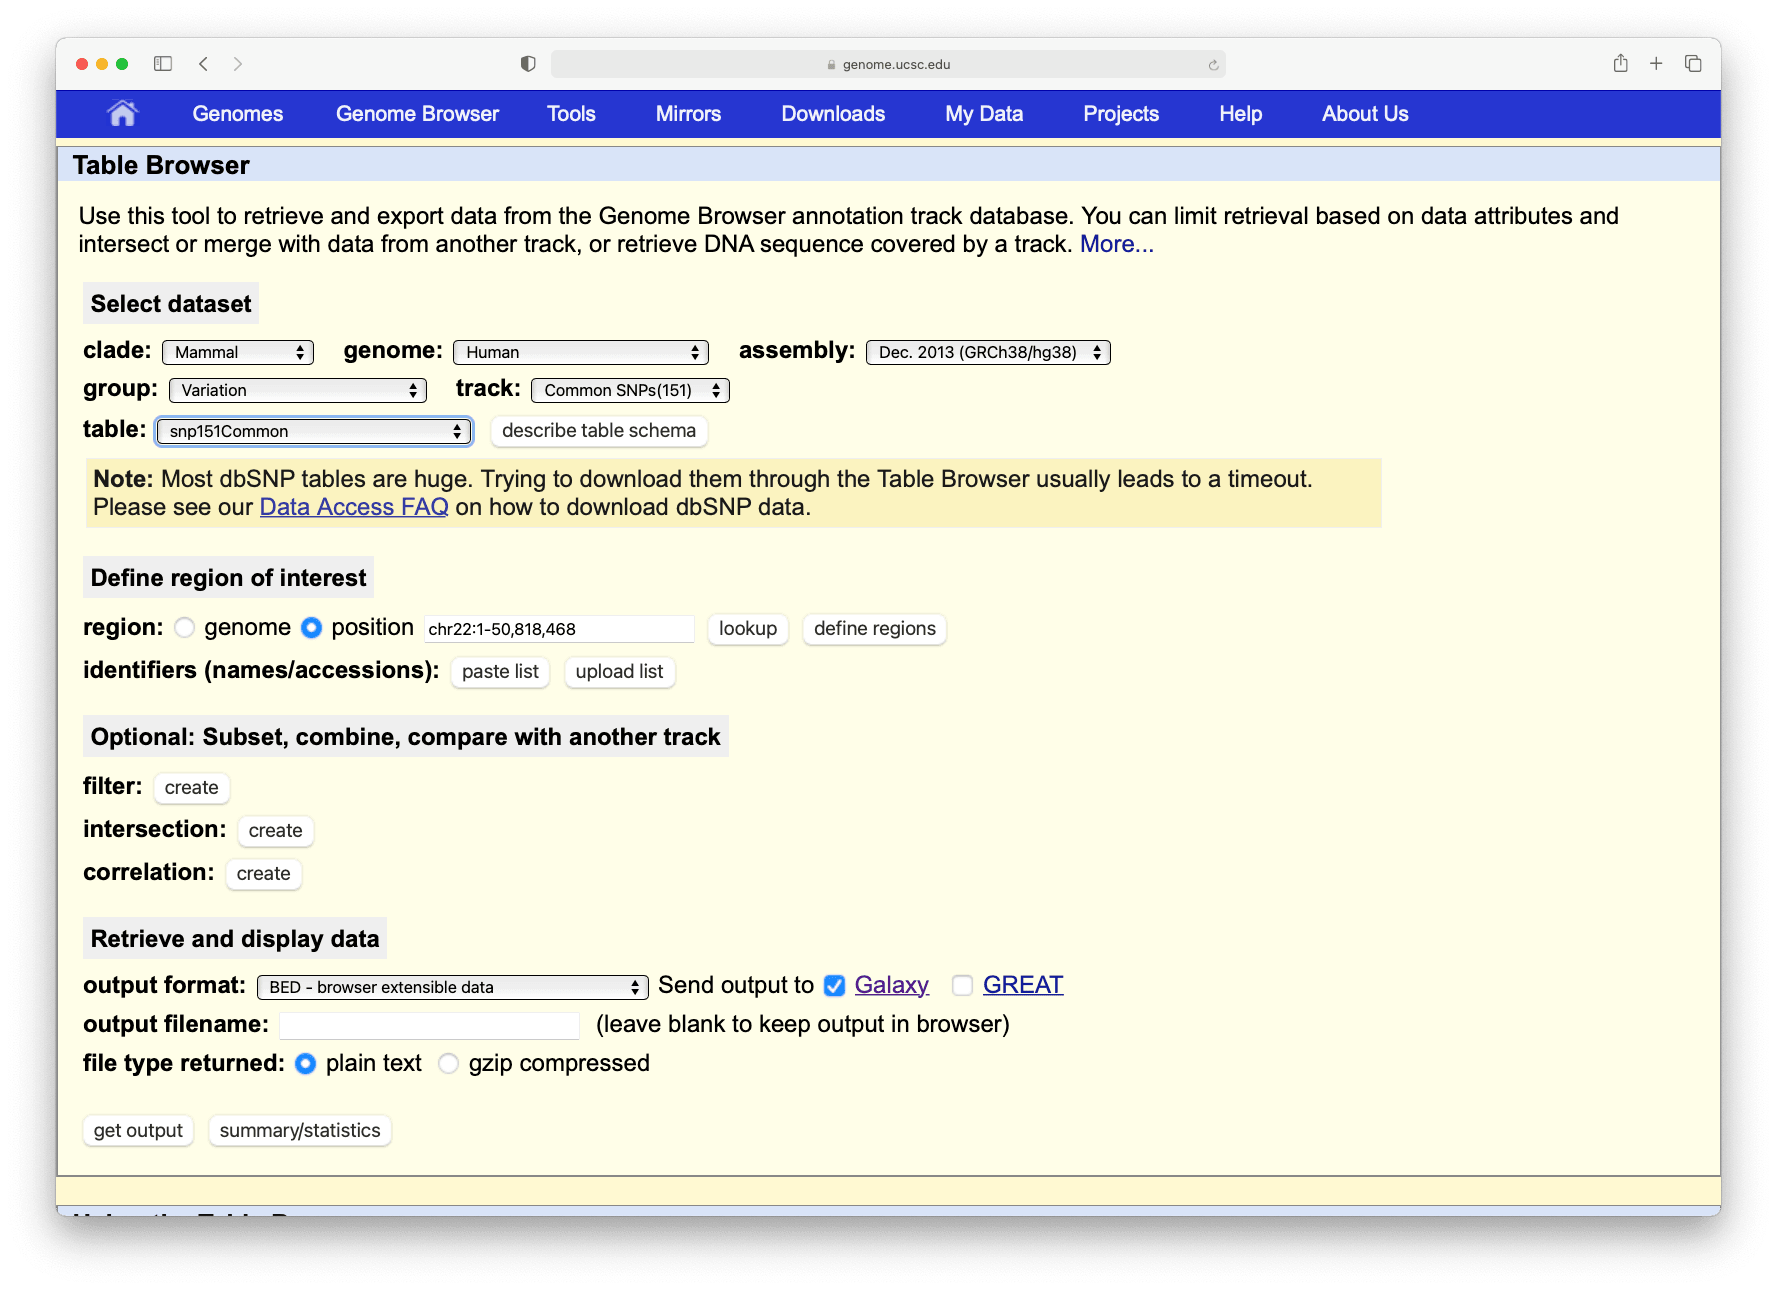 genome.ucsc.edu
Genomes Genome Browser Tools Mirrors Downloads My Data Projects Help About Us
Table Browser
Use this tool to retrieve and export data from the Genome Browser annotation track database. You can limit retrieval based on data attributes and
intersect or merge with data from another track, or retrieve DNA sequence covered by a track. More...
Select dataset
clade: Mammal genome: Human assembly: Dec. 2013 (GRCh38/hg38)
group: Variation track: Common SNPs(151)
table: snp151Common describe table schema
Note: Most dbSNP tables are huge. Trying to download them through the Table Browser usually leads to a timeout.
Please see our Data Access FAQ on how to download dbSNP data.
Define region of interest
region: genome position chr22:1-50,818,468 lookup define regions
identifiers (names/accessions): paste list upload list
Optional: Subset, combine, compare with another track
filter: create
intersection: create
correlation: create
Retrieve and display data
output format: BED - browser extensible data Send output to Galaxy GREAT
output filename: (leave blank to keep output in browser)
file type returned: plain text gzip compressed
get output summary/statistics